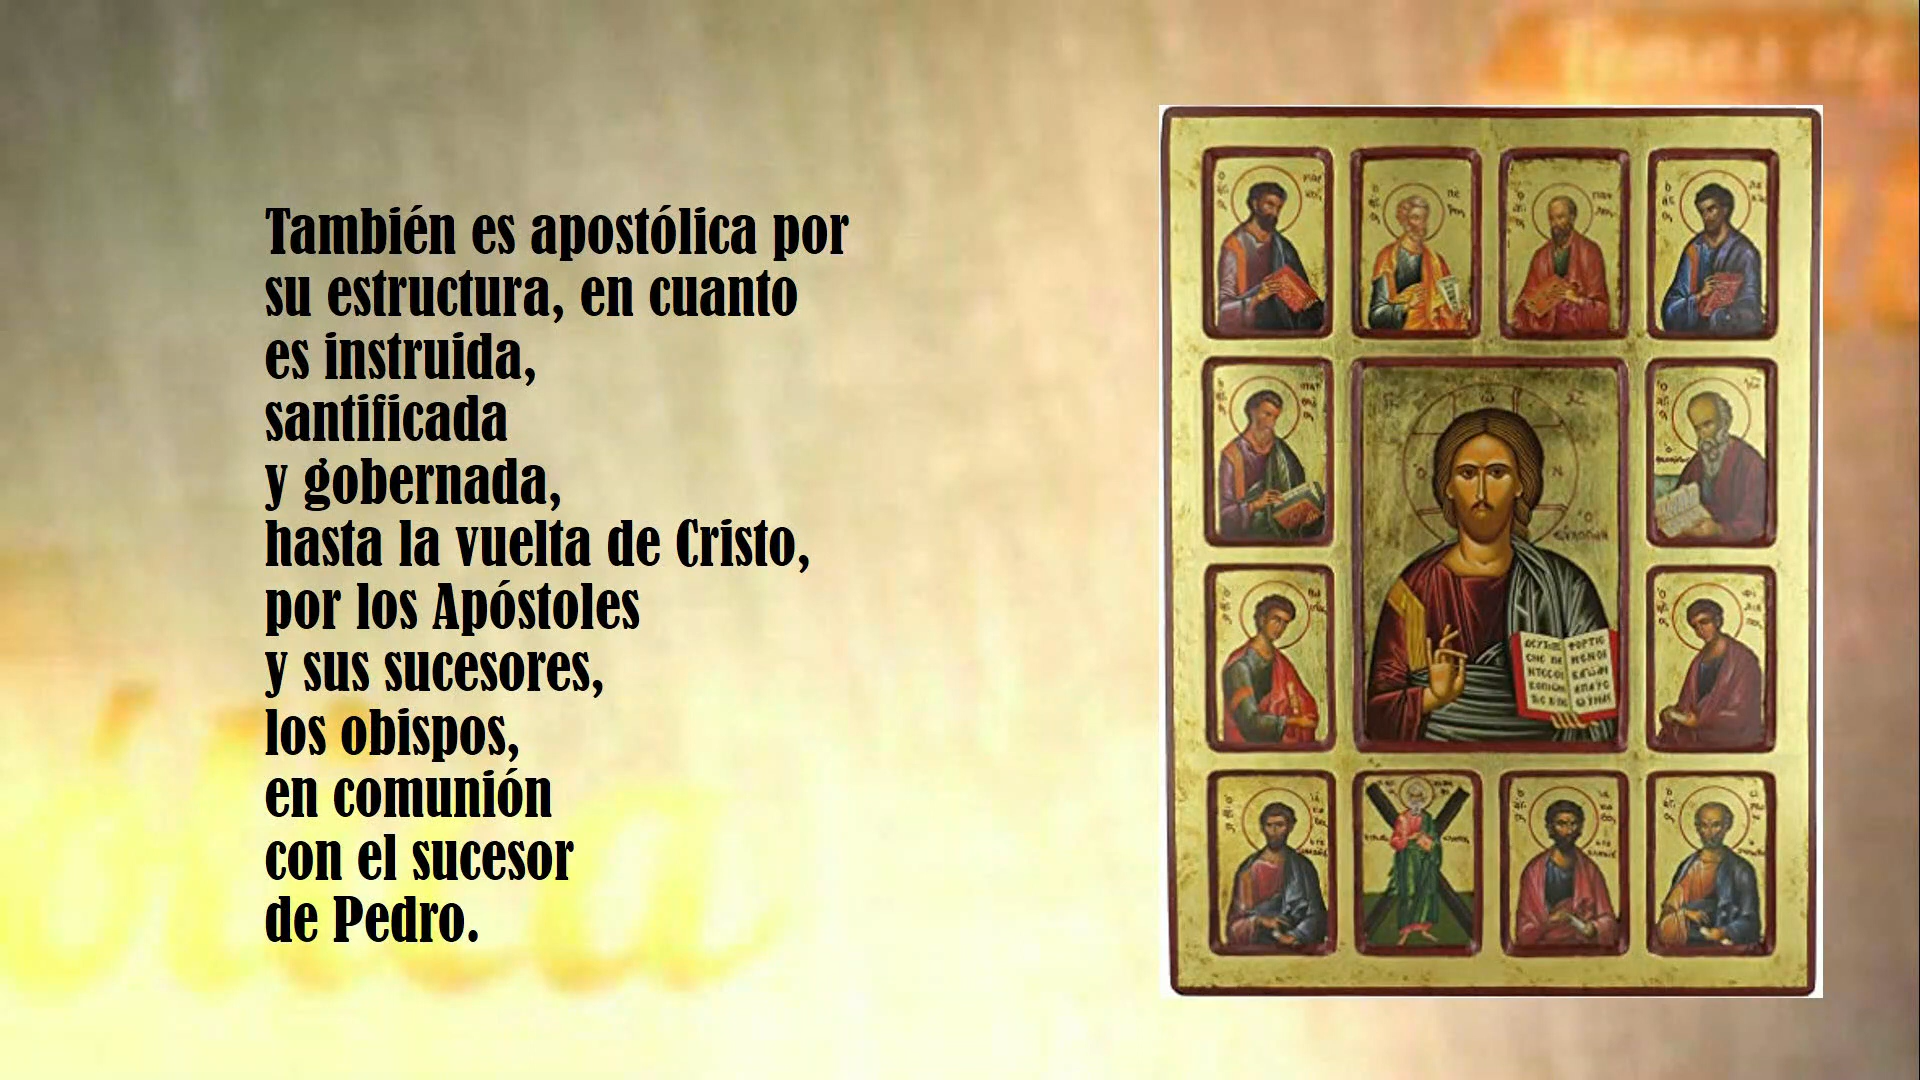 También es apostólica por
su estructura, en cuanto
es instruida,
santificada
y gobernada,
hasta la vuelta de Cristo,
por los Apóstoles
y sus sucesores,
los obispos,
en comunión
con el sucesor
de Pedro.